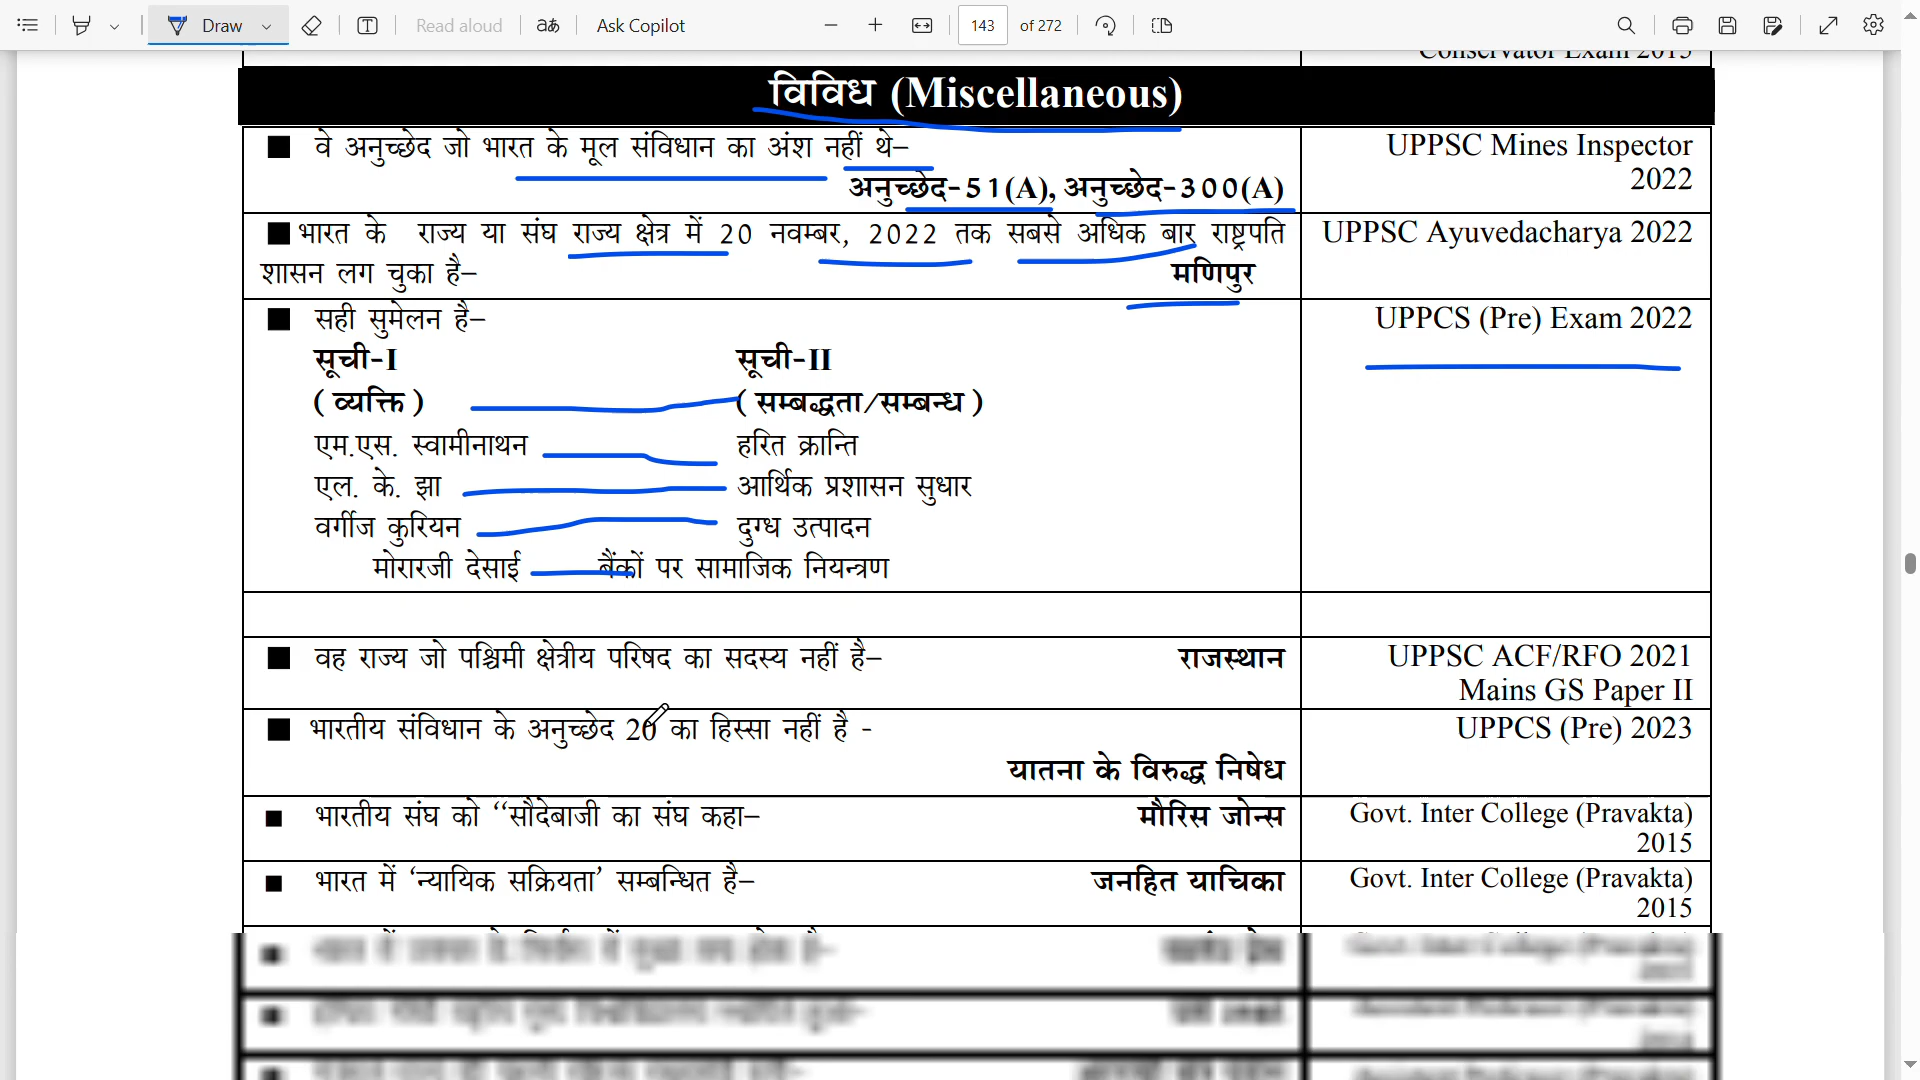 Draw
Read aloud
Ask Copilot
143 of 272
Conservator Exam 2015
विविध (Miscellaneous)
वे अनुच्छेद जो भारत के मूल संविधान का अंश नहीं थे–
अनुच्छेद-51(A), अनुच्छेद-300(A)
UPPSC Mines Inspector
2022
भारत के राज्य या संघ राज्य क्षेत्र में 20 नवम्बर, 2022 तक सबसे अधिक बार राष्ट्रपति
शासन लग चुका है– मणिपुर
UPPSC Ayuvedacharya 2022
सही सुमेलन है–
UPPCS (Pre) Exam 2022
सूची-I सूची-II
( व्यक्ति ) ( सम्बद्धता/सम्बन्ध )
एम.एस. स्वामीनाथन हरित क्रान्ति
एल. के. झा आर्थिक प्रशासन सुधार
वर्गीज कुरियन दुग्ध उत्पादन
मोरारजी देसाई बैंकों पर सामाजिक नियन्त्रण
वह राज्य जो पश्चिमी क्षेत्रीय परिषद का सदस्य नहीं है– राजस्थान
UPPSC ACF/RFO 2021
Mains GS Paper II
भारतीय संविधान के अनुच्छेद 20 का हिस्सा नहीं है -
यातना के विरुद्ध निषेध
UPPCS (Pre) 2023
भारतीय संघ को ‘‘सौदेबाजी का संघ कहा– मौरिस जोन्स
Govt. Inter College (Pravakta)
2015
भारत में ‘न्यायिक सक्रियता’ सम्बन्धित है– जनहित याचिका
Govt. Inter College (Pravakta)
2015